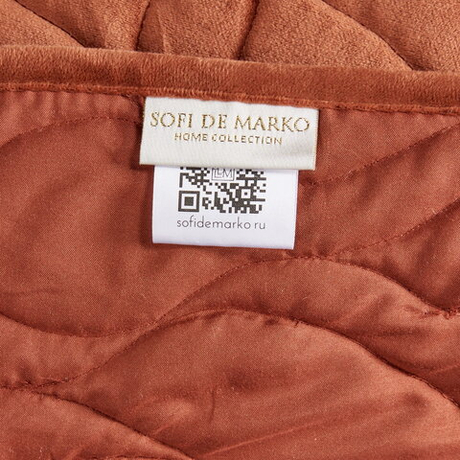 SOFI DE MARKO
HOME COLLECTION
sofidemarko ru